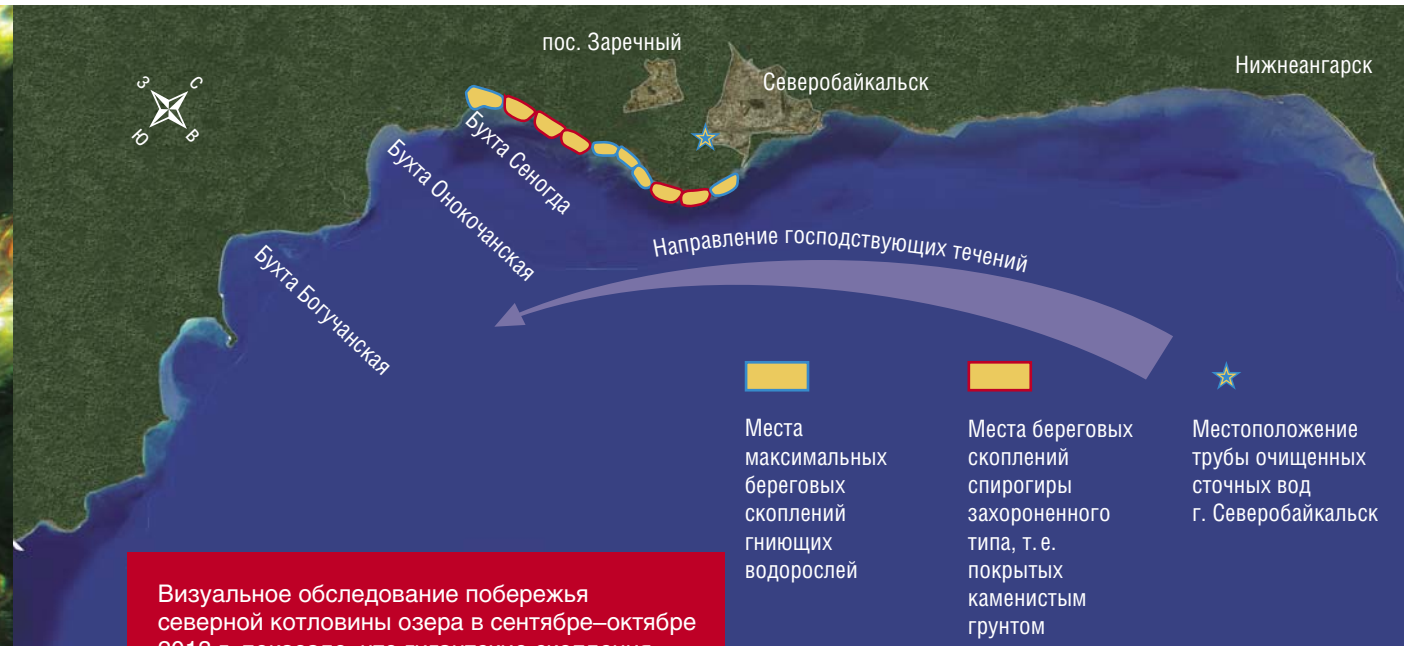 пос. Заречный
Северобайкальск
Нижнеангарск
З
С
Ю
В
Бухта Сеногда
Бухта Онокочанская
Бухта Богучанская
Направление господствующих течений
Места
максимальных
береговых
скоплений
гниющих
водорослей
Места береговых
скоплений
спирогиры
захороненного
типа, т. е.
покрытых
каменистым
грунтом
Местоположение
трубы очищенных
сточных вод
г. Северобайкальск
Визуальное обследование побережья
северной котловины озера в сентябре–октябре